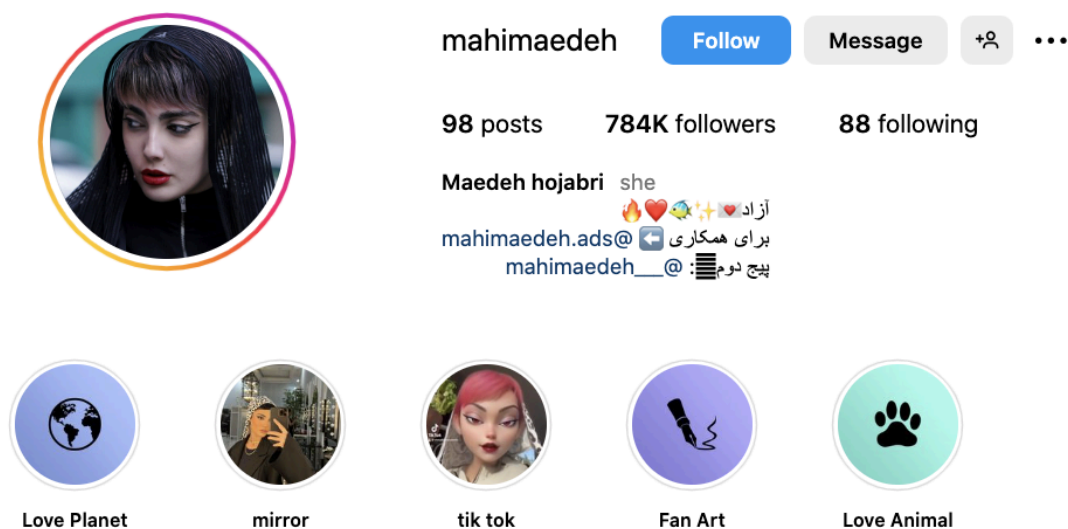 mahimaedeh Follow Message
98 posts 784K followers 88 following
Maedeh hojabri she
آزاد💌✨🐠❤️🔥
برای همکاری ⬅️ @mahimaedeh.ads
پیج دوم𓃑: @mahimaedeh___
Love Planet mirror tik tok Fan Art Love Animal